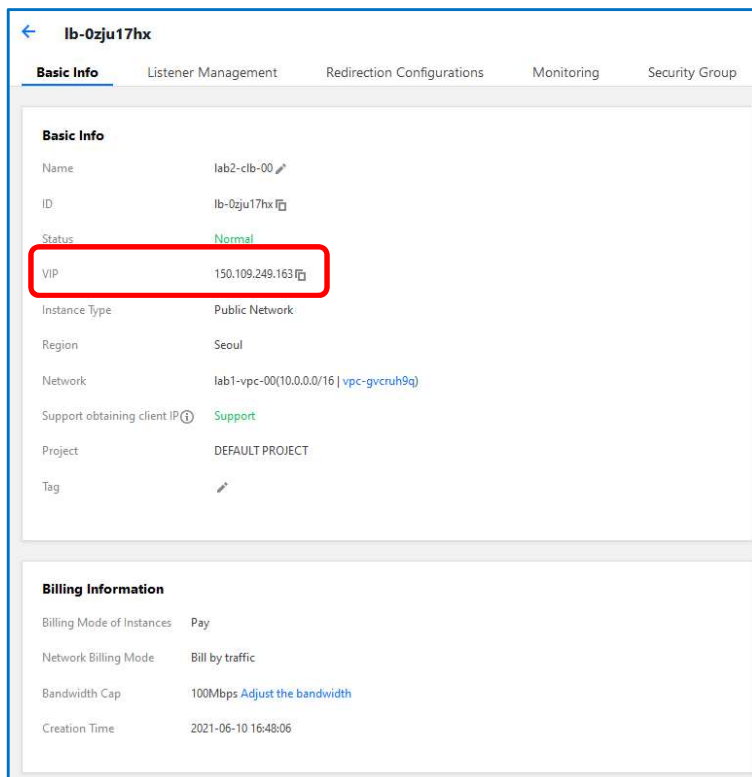 lb-0zju17hx
Basic Info Listener Management Redirection Configurations Monitoring Security Group
Basic Info
Name lab2-clb-00
ID lb-0zju17hx
Status Normal
VIP 150.109.249.163
Instance Type Public Network
Region Seoul
Network lab1-vpc-00(10.0.0.0/16 | vpc-gvcruh9q)
Support obtaining client IP Support
Project DEFAULT PROJECT
Tag
Billing Information
Billing Mode of Instances Pay
Network Billing Mode Bill by traffic
Bandwidth Cap 100Mbps Adjust the bandwidth
Creation Time 2021-06-10 16:48:06